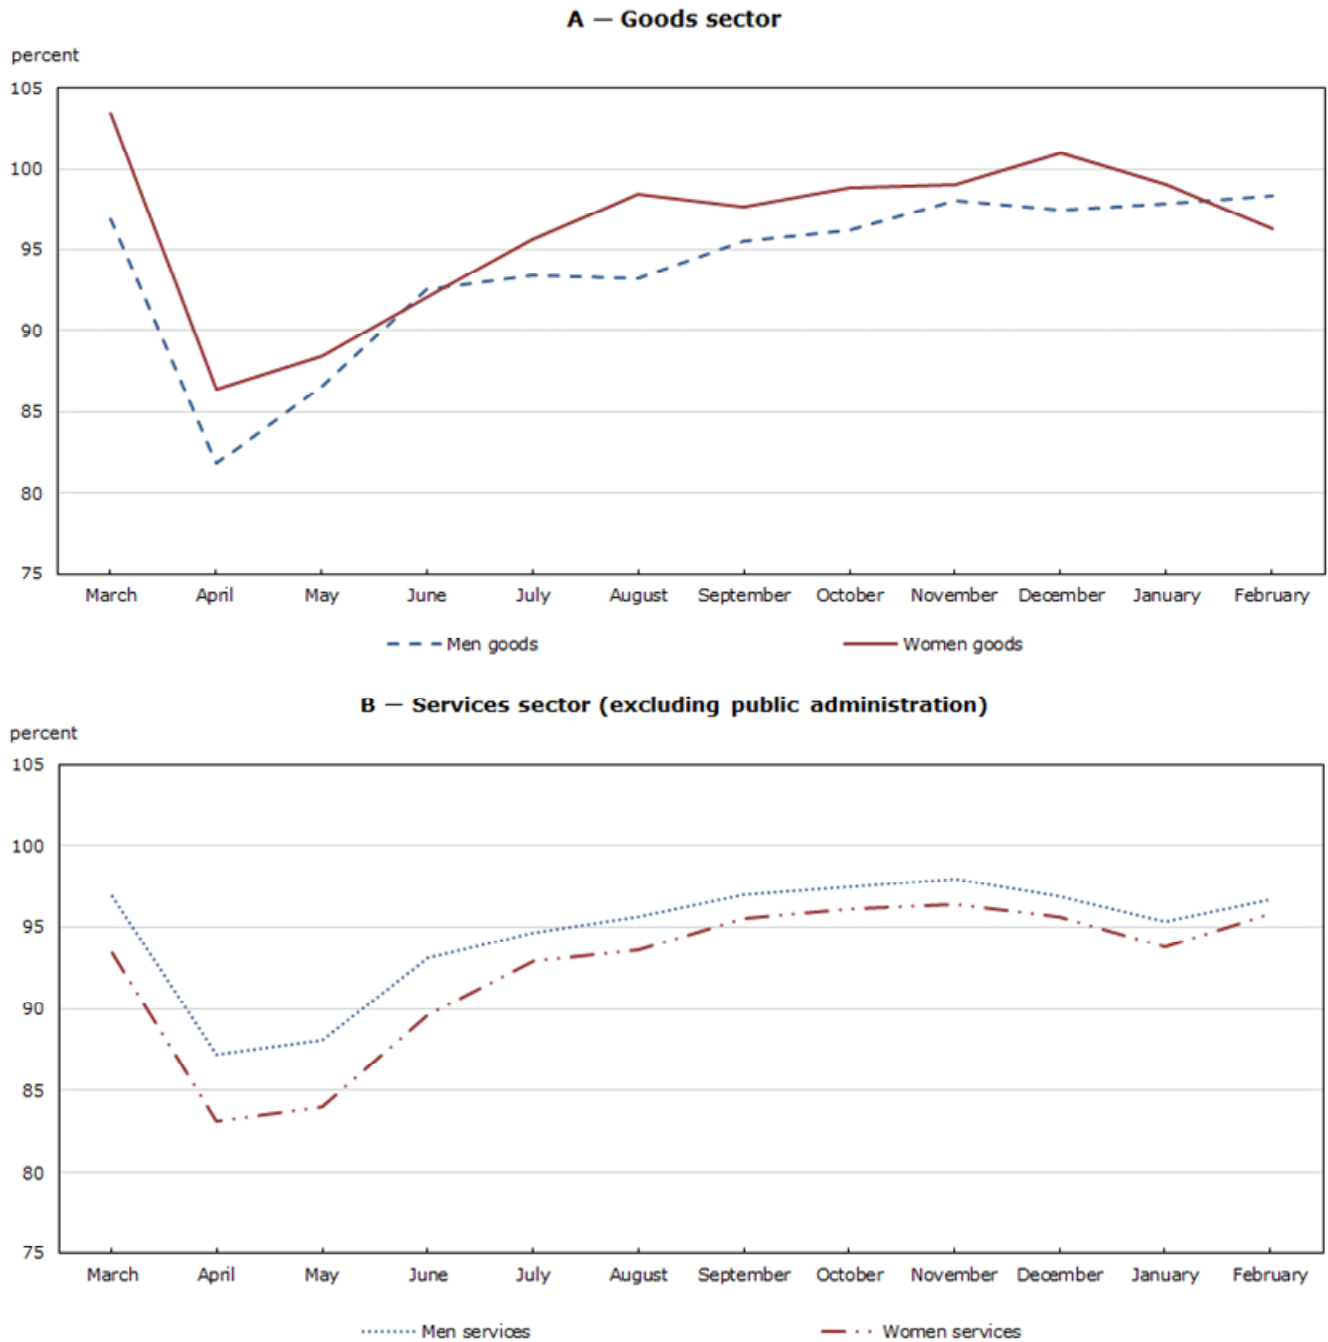 A — Goods sector
percent
105
100
95
90
85
80
75
March April May June July August September October November December January February
Men goods Women goods
B — Services sector (excluding public administration)
percent
105
100
95
90
85
80
75
March April May June July August September October November December January February
Men services Women services